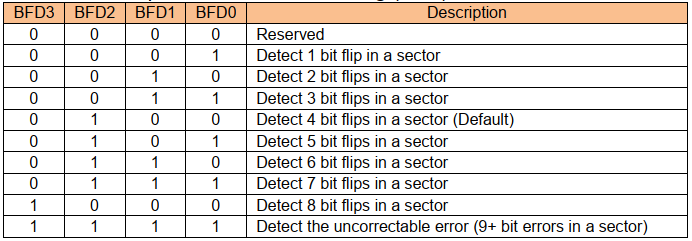 BFD3 BFD2 BFD1 BFD0 Description
0 0 0 0 Reserved
0 0 0 1 Detect 1 bit flip in a sector
0 0 1 0 Detect 2 bit flips in a sector
0 0 1 1 Detect 3 bit flips in a sector
0 1 0 0 Detect 4 bit flips in a sector (Default)
0 1 0 1 Detect 5 bit flips in a sector
0 1 1 0 Detect 6 bit flips in a sector
0 1 1 1 Detect 7 bit flips in a sector
1 0 0 0 Detect 8 bit flips in a sector
1 1 1 1 Detect the uncorrectable error (9+ bit errors in a sector)